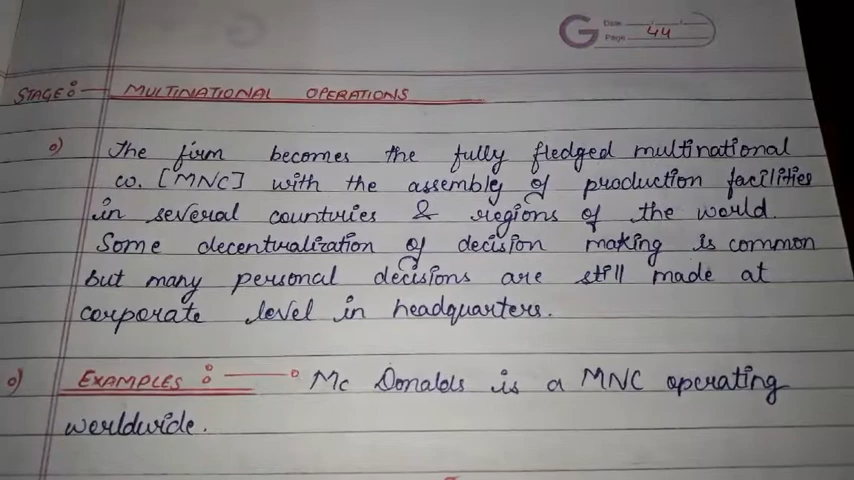 Date
Page 44
STAGE :- MULTINATIONAL OPERATIONS
o) The firm becomes the fully fledged multinational
co. [MNC] with the assembly of production facilities
in several countries & regions of the world.
Some decentralization of decision making is common
but many personal decisions are still made at
corporate level in headquarters.
o) EXAMPLES :- Mc Donalds is a MNC operating
worldwide.